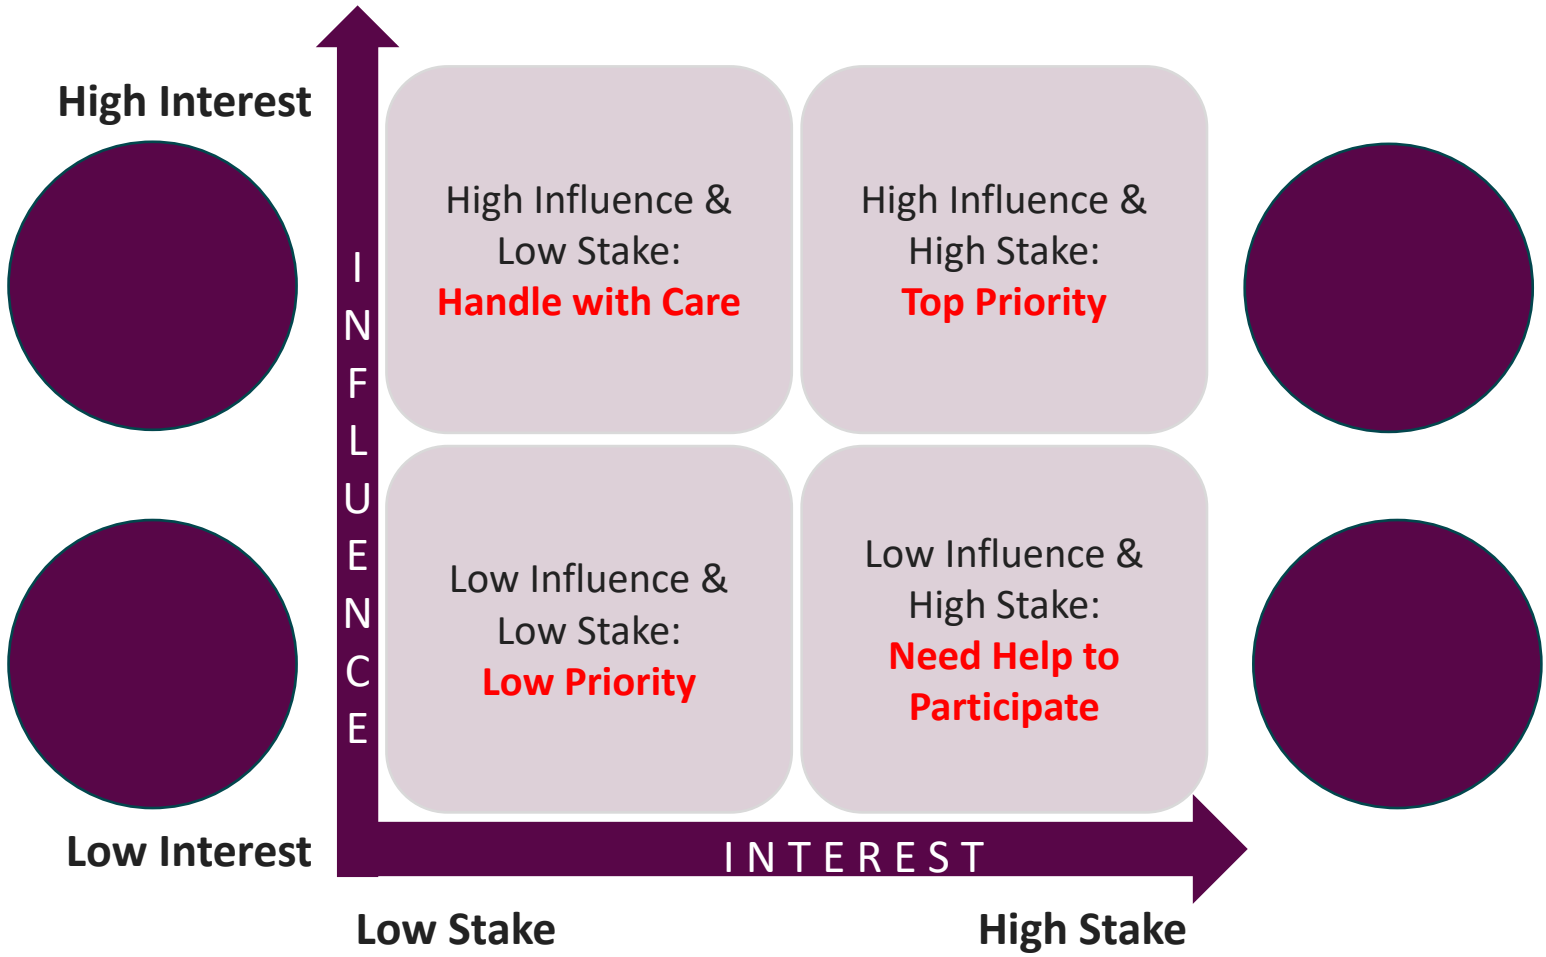 High Interest
INFLUENCE
High Influence &
Low Stake:
Handle with Care
High Influence &
High Stake:
Top Priority
Low Influence &
Low Stake:
Low Priority
Low Influence &
High Stake:
Need Help to
Participate
Low Interest
INTEREST
Low Stake
High Stake